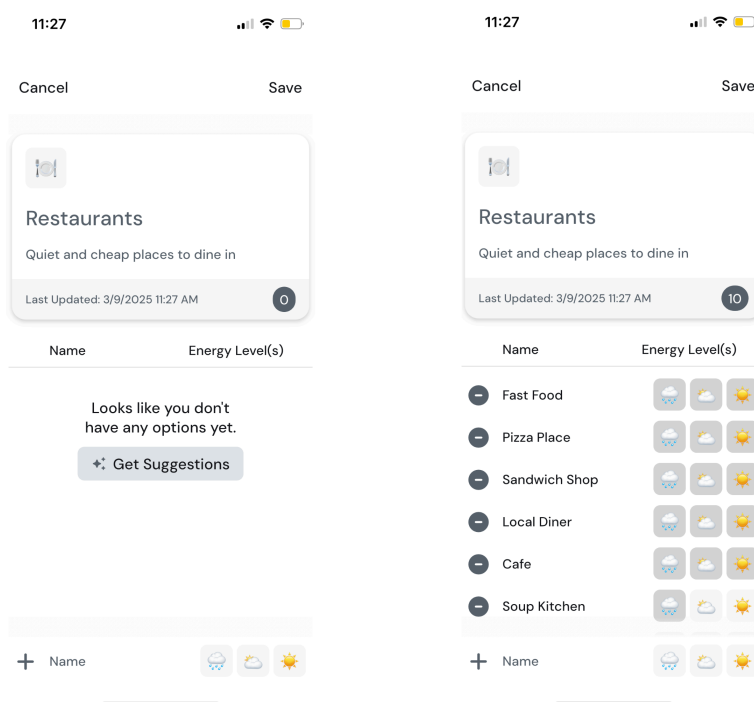 11:27
Cancel Save
Restaurants
Quiet and cheap places to dine in
Last Updated: 3/9/2025 11:27 AM 0
Name Energy Level(s)
Looks like you don't
have any options yet.
Get Suggestions
+ Name
11:27
Cancel Save
Restaurants
Quiet and cheap places to dine in
Last Updated: 3/9/2025 11:27 AM 10
Name Energy Level(s)
Fast Food
Pizza Place
Sandwich Shop
Local Diner
Cafe
Soup Kitchen
+ Name